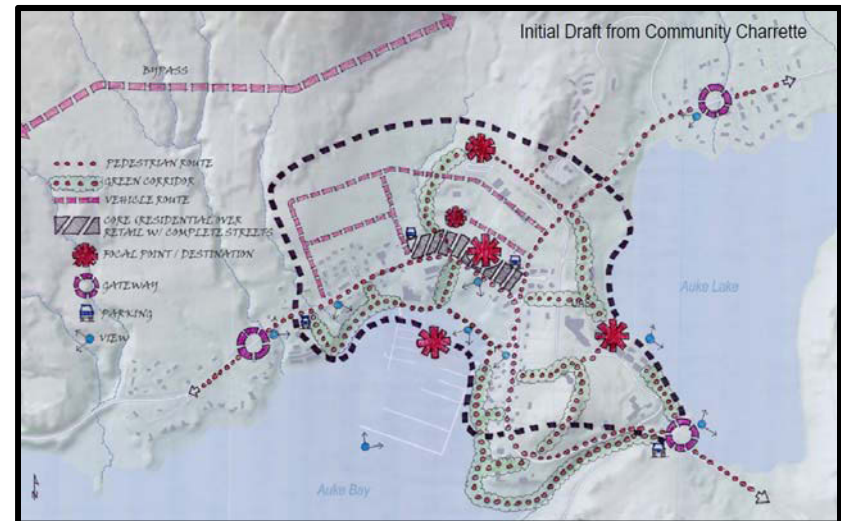 Initial Draft from Community Charrette
BYPASS
PEDESTRIAN ROUTE
GREEN CORRIDOR
VEHICLE ROUTE
CORE (RESIDENTIAL OVER
RETAIL W/ COMPLETE STREETS
FOCAL POINT / DESTINATION
GATEWAY
PARKING
VIEW
Auke Lake
Auke Bay
N